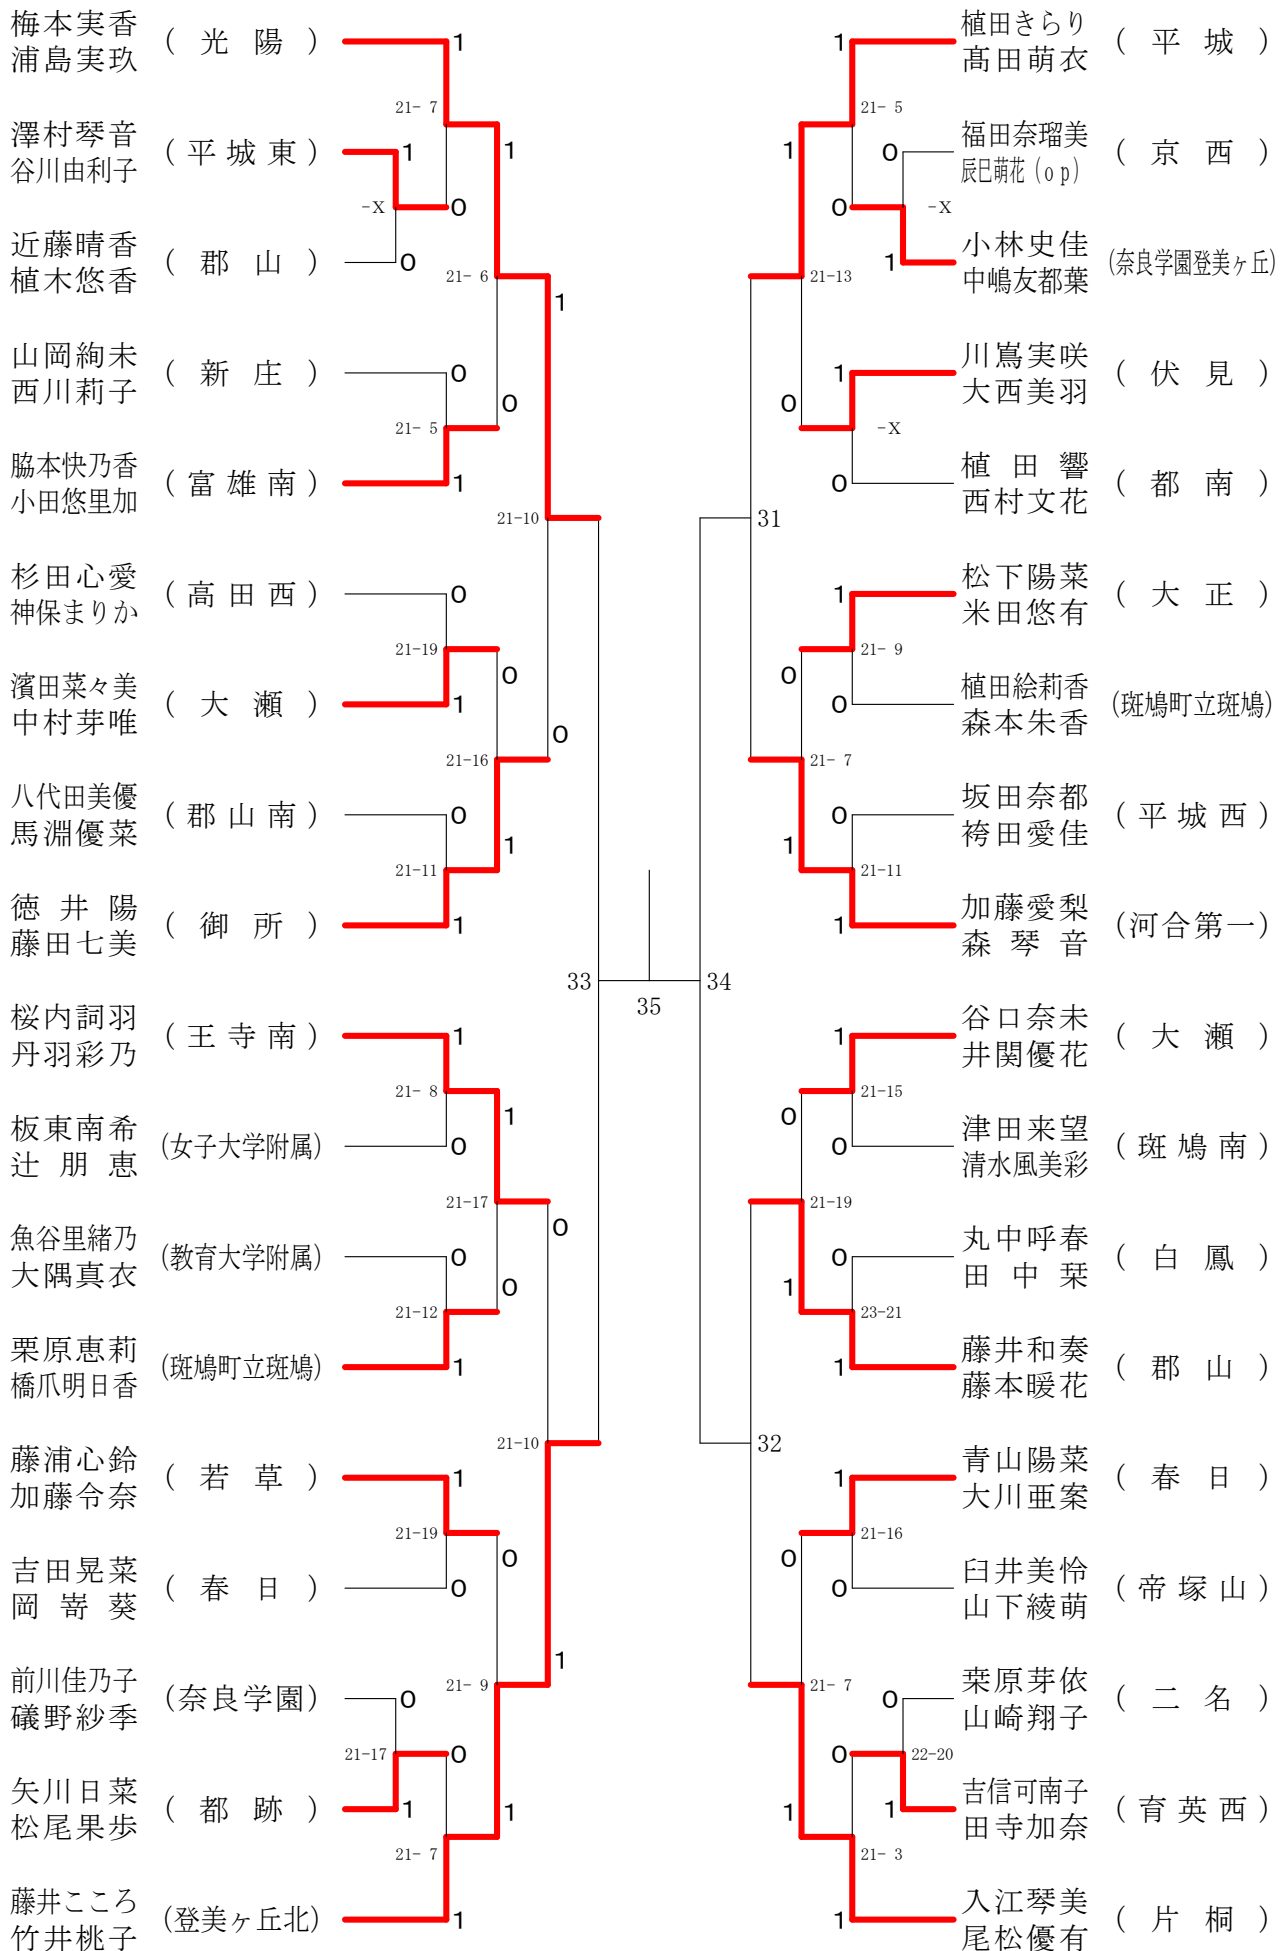 梅本実香
浦島実玖
(光陽)
1
21- 7
澤村琴音
谷川由利子
(平城東)
1
1
-X
0
近藤晴香
植木悠香
(郡山)
0
21- 6
1
山岡絢未
西川莉子
(新庄)
0
0
21- 5
脇本快乃香
小田悠里加
(富雄南)
1
21-10
杉田心愛
神保まりか
(高田西)
0
21-19
0
濱田菜々美
中村芽唯
(大瀬)
1
0
21-16
八代田美優
馬淵優菜
(郡山南)
0
1
21-11
徳井陽
藤田七美
(御所)
1
33
35
34
桜内詞羽
丹羽彩乃
(王寺南)
1
21- 8
1
板東南希
辻朋恵
(女子大学附属)
0
21-17
0
魚谷里緒乃
大隅真衣
(教育大学附属)
0
0
21-12
栗原恵莉
橋爪明日香
(斑鳩町立斑鳩)
1
21-10
藤浦心鈴
加藤令奈
(若草)
1
21-19
0
吉田晃菜
岡嵜葵
(春日)
0
1
21- 9
前川佳乃子
礒野紗季
(奈良学園)
0
21-17
0
矢川日菜
松尾果歩
(都跡)
1
1
21- 7
藤井こころ
竹井桃子
(登美ヶ丘北)
1
植田きらり
髙田萌衣
(平城)
1
21- 5
福田奈瑠美
辰巳萌花(op)
(京西)
0
1
0
-X
小林史佳
中嶋友都葉
(奈良学園登美ヶ丘)
1
21-13
川嶌実咲
大西美羽
(伏見)
1
0
-X
植田響
西村文花
(都南)
0
31
松下陽菜
米田悠有
(大正)
1
21- 9
0
植田絵莉香
森本朱香
(斑鳩町立斑鳩)
0
21- 7
坂田奈都
袴田愛佳
(平城西)
0
1
21-11
加藤愛梨
森琴音
(河合第一)
1
谷口奈未
井関優花
(大瀬)
1
21-15
0
津田来望
清水風美彩
(斑鳩南)
0
21-19
丸中呼春
田中栞
(白鳳)
0
1
23-21
藤井和奏
藤本暖花
(郡山)
1
32
青山陽菜
大川亜案
(春日)
1
21-16
0
臼井美怜
山下綾萌
(帝塚山)
0
21- 7
栞原芽依
山崎翔子
(二名)
0
0
22-20
吉信可南子
田寺加奈
(育英西)
1
1
21- 3
入江琴美
尾松優有
(片桐)
1